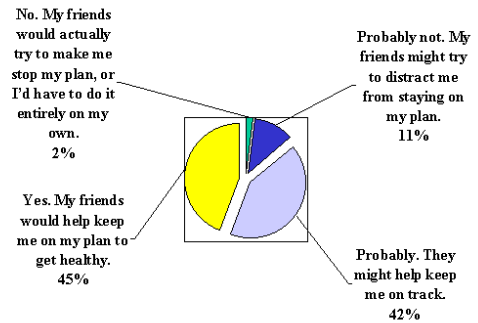 No. My friends
would actually
try to make me
stop my plan, or
I'd have to do it
entirely on my
own.
2%
Probably not. My
friends might try
to distract me
from staying on
my plan.
11%
Yes. My friends
would help keep
me on my plan to
get healthy.
45%
Probably. They
might help keep
me on track.
42%